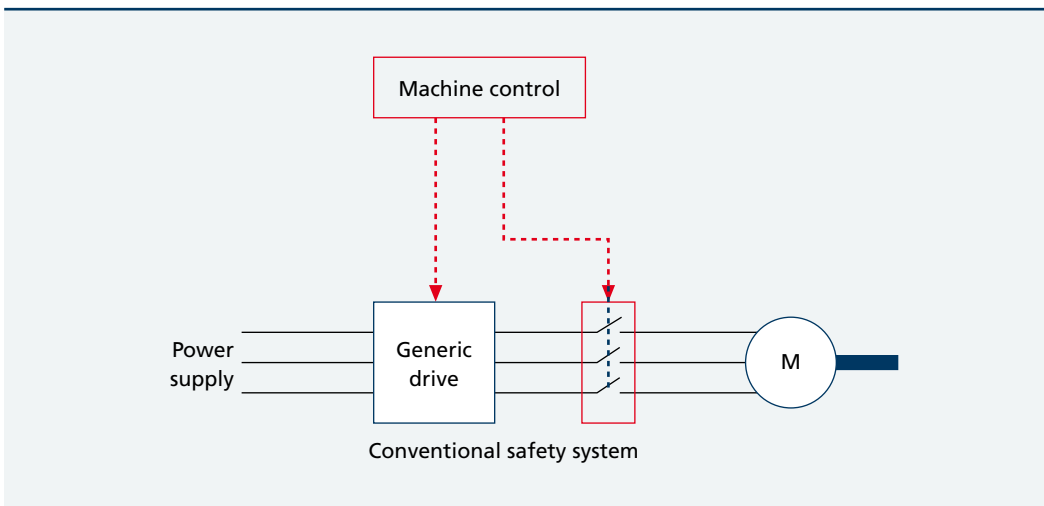 Machine control
Power
supply
Generic
drive
M
Conventional safety system